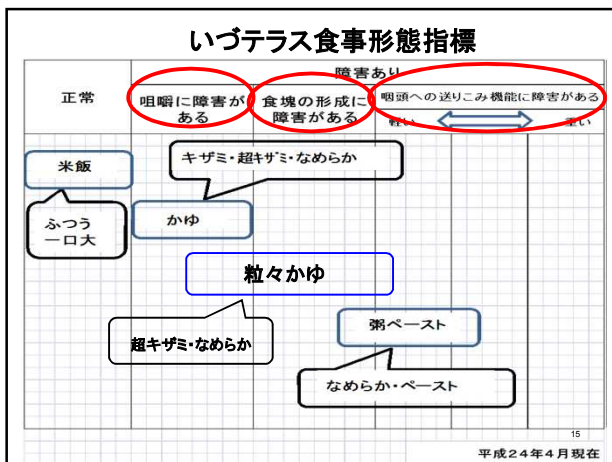 いづテラス食事形態指標
障害あり
正常
咀嚼に障害が
ある
食塊の形成に
障害がある
咽頭への送りこみ機能に障害がある
軽い
重い
キザミ・超キザミ・なめらか
米飯
ふつう
一口大
かゆ
粒々かゆ
超キザミ・なめらか
粥ペースト
なめらか・ペースト
15
平成24年4月現在